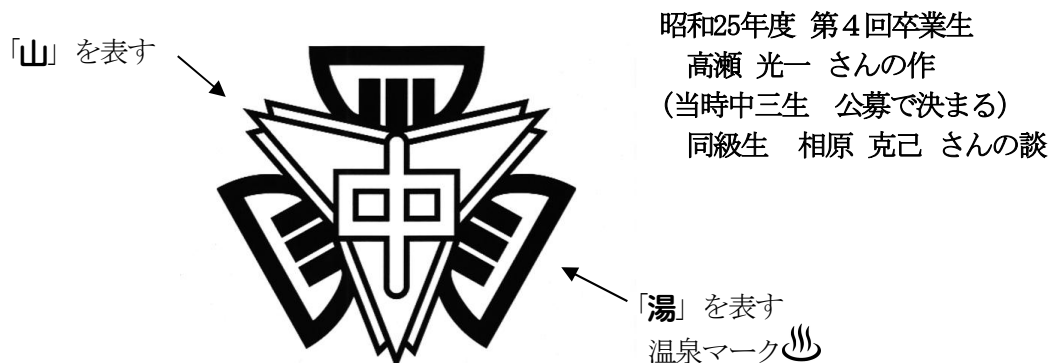 昭和25年度 第4回卒業生
高瀬 光一 さんの作
(当時中三生 公募で決まる)
同級生 相原 克己 さんの談
「山」を表す
中
「湯」を表す
温泉マーク♨